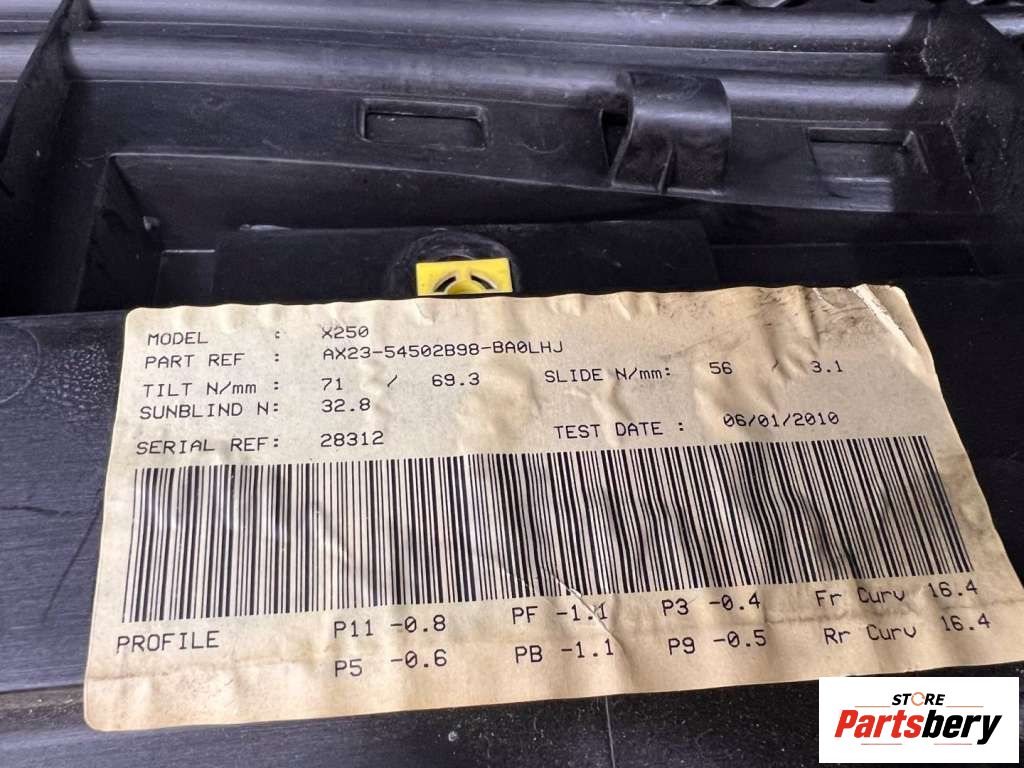 MODEL : X250
PART REF : AX23-54502B98-BA0LHJ
TILT N/mm : 71 / 69.3 SLIDE N/mm: 56 / 3.1
SUNBLIND N: 32.8
SERIAL REF: 28312 TEST DATE : 06/01/2010
PROFILE P11 -0.8 PF -1.1 P3 -0.4 Fr Curv 16.4
P5 -0.6 PB -1.1 P9 -0.5 Rr Curv 16.4
STORE
Partsbery